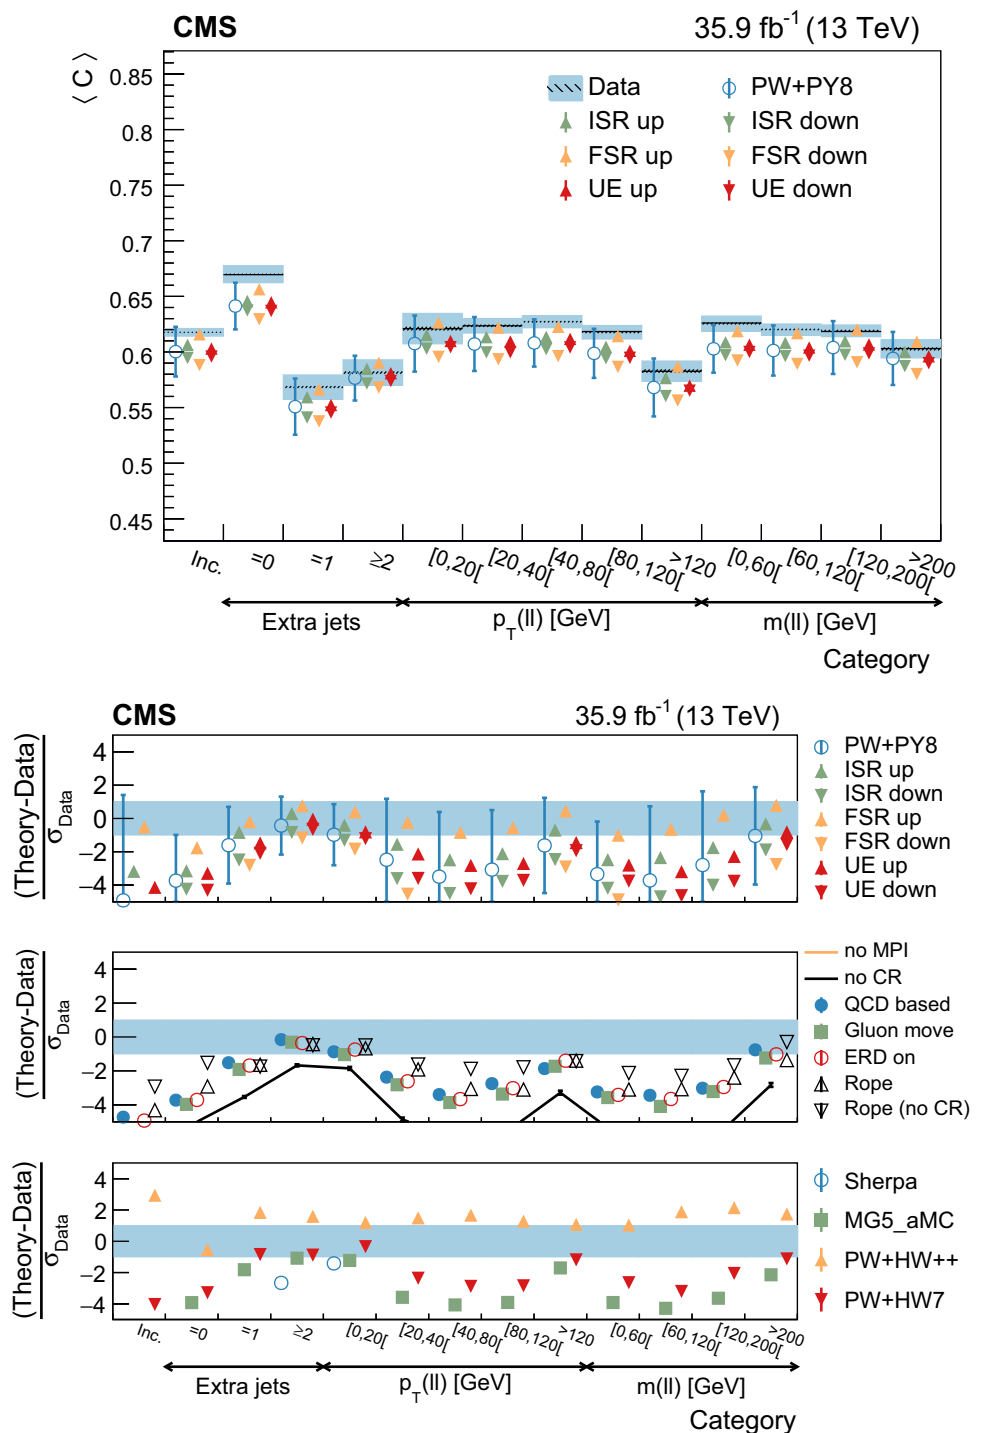 CMS 35.9 fb⁻¹ (13 TeV)
⟨ C ⟩
0.85
0.8
0.75
0.7
0.65
0.6
0.55
0.5
0.45
Data PW+PY8
ISR up ISR down
FSR up FSR down
UE up UE down
Inc. =0 =1 ≥2 [0,20[ [20,40[ [40,80[ [80,120[ >120 [0,60[ [60,120[ [120,200[ >200
Extra jets p_T(ll) [GeV] m(ll) [GeV]
Category
CMS 35.9 fb⁻¹ (13 TeV)
(Theory-Data)
σ_Data
4
2
0
−2
−4
PW+PY8
ISR up
ISR down
FSR up
FSR down
UE up
UE down
(Theory-Data)
σ_Data
4
2
0
−2
−4
no MPI
no CR
QCD based
Gluon move
ERD on
Rope
Rope (no CR)
(Theory-Data)
σ_Data
4
2
0
−2
−4
Sherpa
MG5_aMC
PW+HW++
PW+HW7
Inc. =0 =1 ≥2 [0,20[ [20,40[ [40,80[ [80,120[ >120 [0,60[ [60,120[ [120,200[ >200
Extra jets p_T(ll) [GeV] m(ll) [GeV]
Category